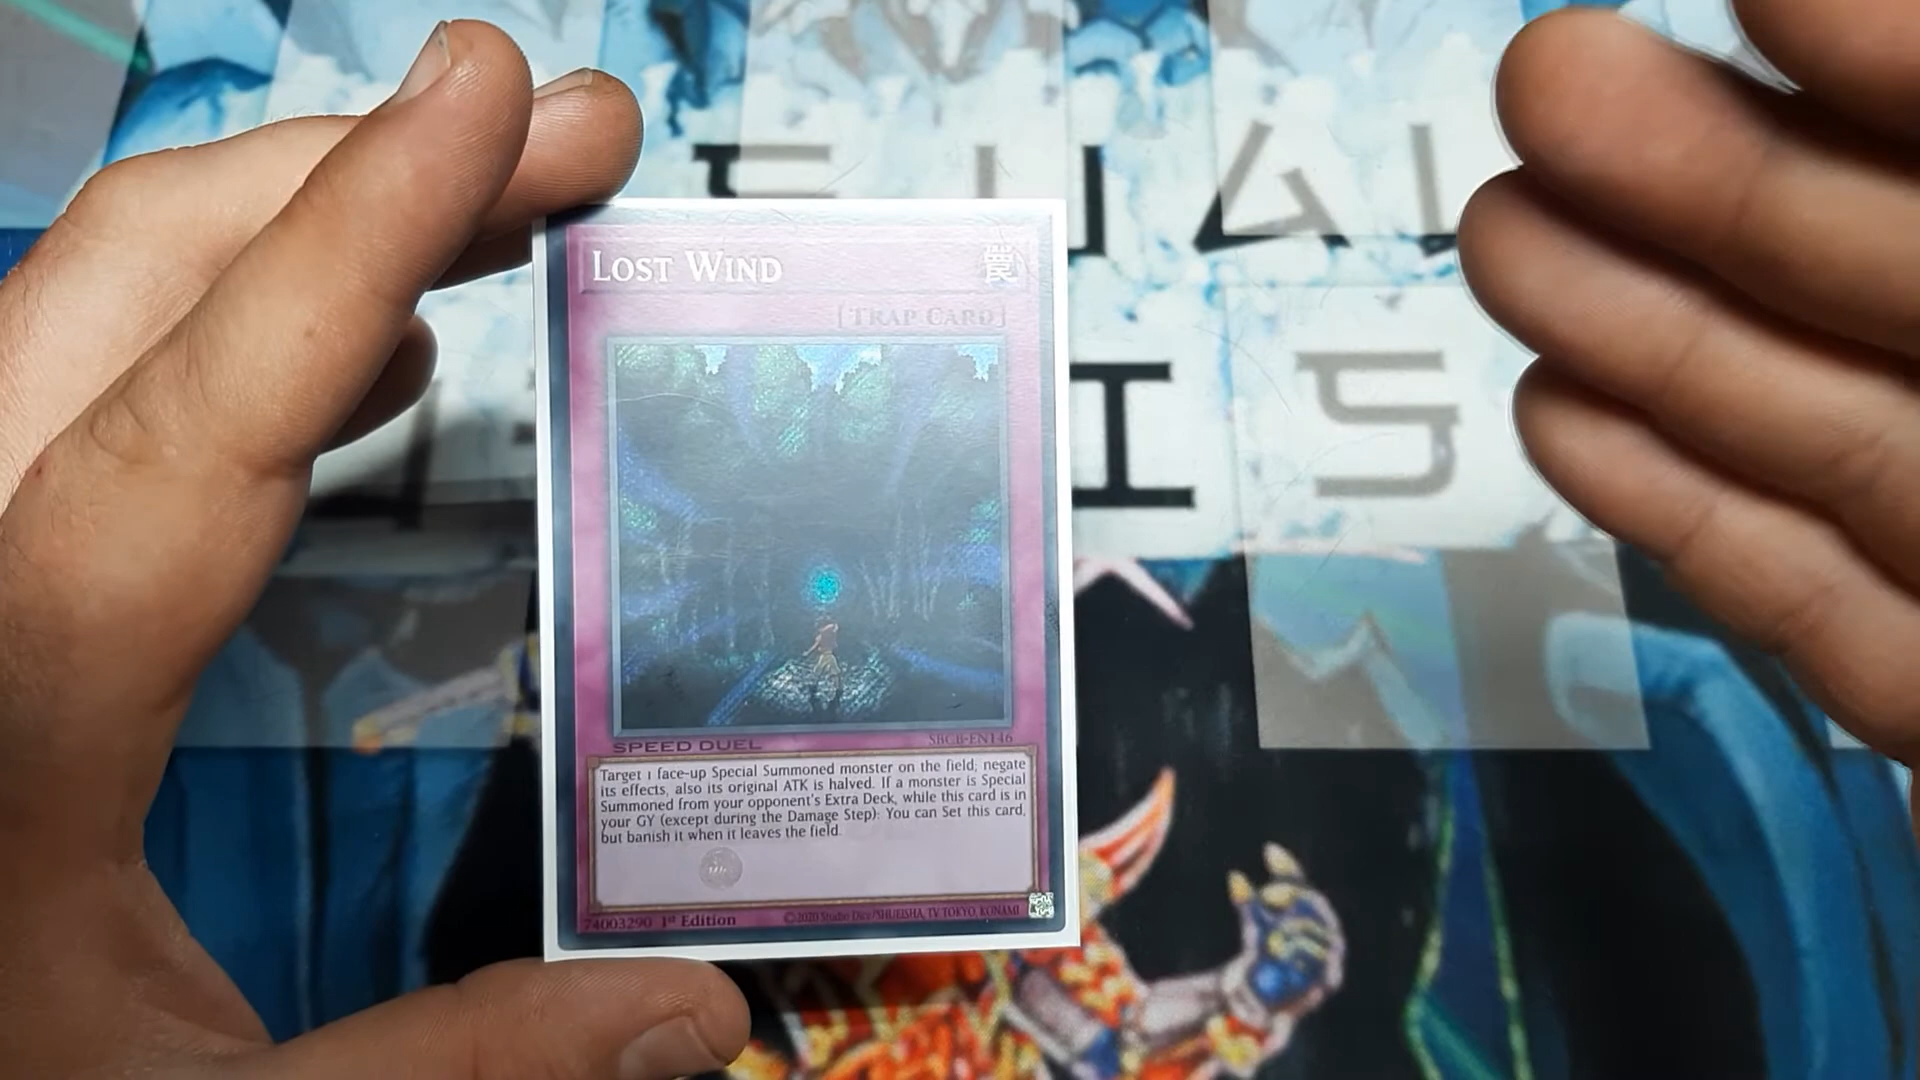 LOST WIND
罠
[TRAP CARD]
SPEED DUEL
SBCB-EN146
Target 1 face-up Special Summoned monster on the field; negate
its effects, also its original ATK is halved. If a monster is Special
Summoned from your opponent's Extra Deck, while this card is in
your GY (except during the Damage Step): You can Set this card,
but banish it when it leaves the field.
74003290 1st Edition
©2020 Studio Dice/SHUEISHA, TV TOKYO, KONAMI